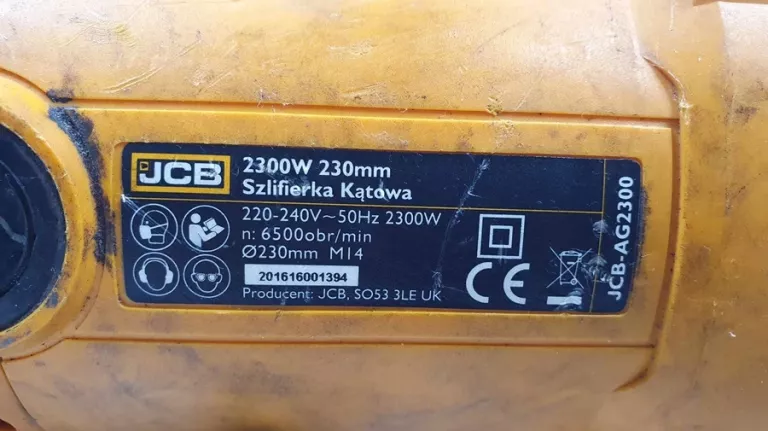 JCB
2300W 230mm
Szlifierka Kątowa
220-240V~50Hz 2300W
n: 6500obr/min
Ø230mm M14
201616001394
Producent: JCB, SO53 3LE UK
CE
JCB-AG2300